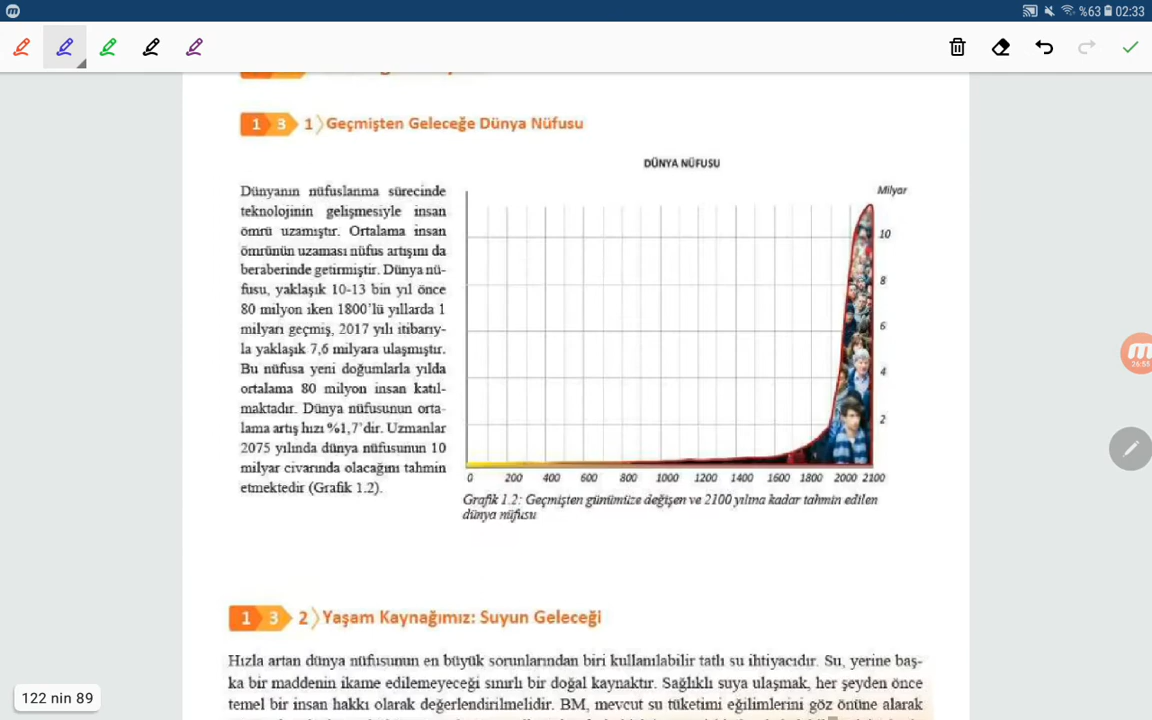 %63 02:33
1 3 1 Geçmişten Geleceğe Dünya Nüfusu
DÜNYA NÜFUSU
Dünyanın nüfuslanma sürecinde
teknolojinin gelişmesiyle insan
ömrü uzamıştır. Ortalama insan
ömrünün uzaması nüfus artışını da
beraberinde getirmiştir. Dünya nü-
fusu, yaklaşık 10-13 bin yıl önce
80 milyon iken 1800'lü yıllarda 1
milyarı geçmiş, 2017 yılı itibarıy-
la yaklaşık 7,6 milyara ulaşmıştır.
Bu nüfusa yeni doğumlarla yılda
ortalama 80 milyon insan katıl-
maktadır. Dünya nüfusunun orta-
lama artış hızı %1,7'dir. Uzmanlar
2075 yılında dünya nüfusunun 10
milyar civarında olacağını tahmin
etmektedir (Grafik 1.2).
Milyar
10
8
6
4
2
0 200 400 600 800 1000 1200 1400 1600 1800 2000 2100
Grafik 1.2: Geçmişten günümüze değişen ve 2100 yılına kadar tahmin edilen
dünya nüfusu
1 3 2 Yaşam Kaynağımız: Suyun Geleceği
Hızla artan dünya nüfusunun en büyük sorunlarından biri kullanılabilir tatlı su ihtiyacıdır. Su, yerine baş-
ka bir maddenin ikame edilemeyeceği sınırlı bir doğal kaynaktır. Sağlıklı suya ulaşmak, her şeyden önce
temel bir insan hakkı olarak değerlendirilmelidir. BM, mevcut su tüketimi eğilimlerini göz önüne alarak
122 nin 89